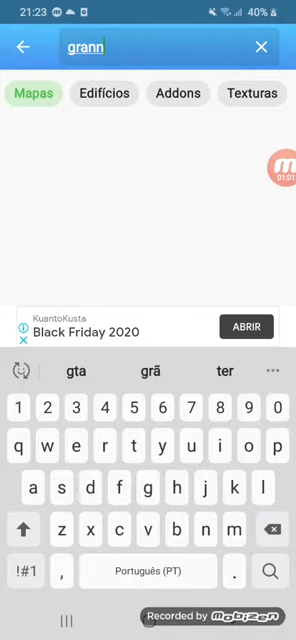 21:23 40%
grann
Mapas Edifícios Addons Texturas
01:01
KuantoKusta
Black Friday 2020
ABRIR
gta grã ter
1 2 3 4 5 6 7 8 9 0
q w e r t y u i o p
a s d f g h j k l
z x c v b n m
!#1 , Português (PT) .
Recorded by mobizen